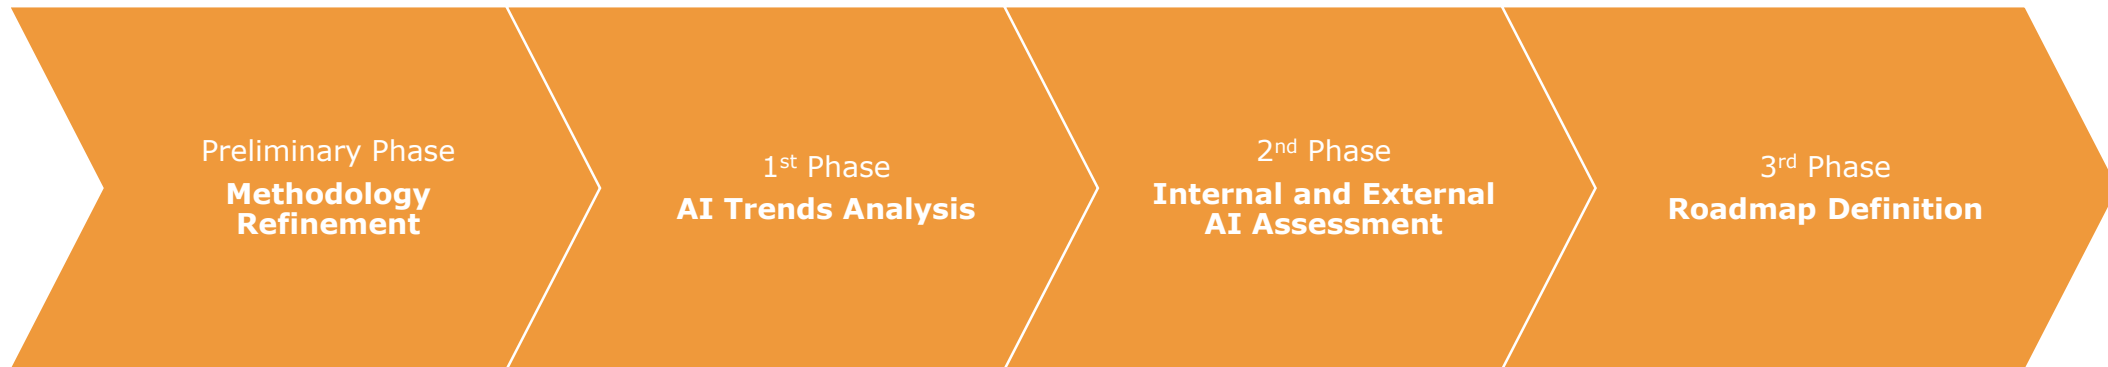 Preliminary Phase
Methodology
Refinement
1st Phase
AI Trends Analysis
2nd Phase
Internal and External
AI Assessment
3rd Phase
Roadmap Definition